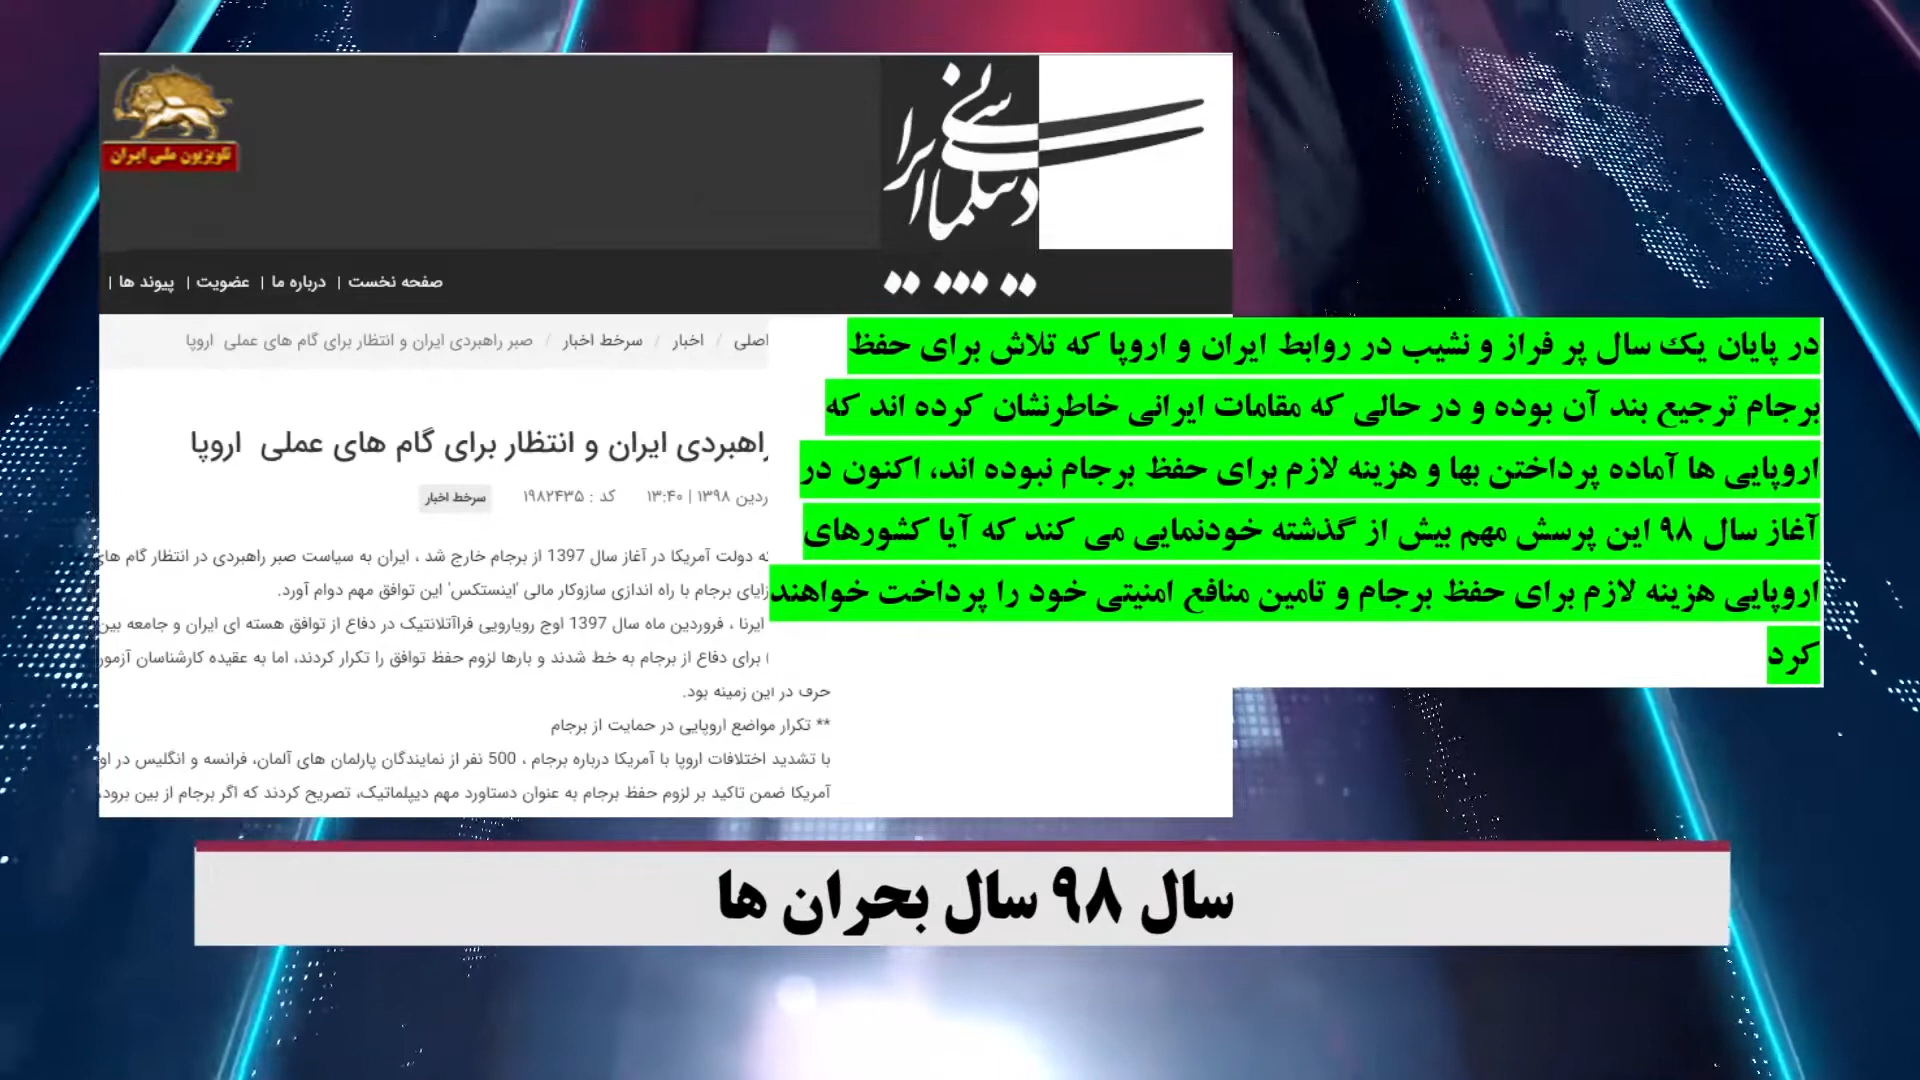 تلویزیون ملی ایران
دیپلماسی ایرانی
صفحه نخست | درباره ما | عضویت | پیوند ها |
اصلی / اخبار / سرخط اخبار / صبر راهبردی ایران و انتظار برای گام های عملی اروپا
راهبردی ایران و انتظار برای گام های عملی اروپا
ردین ۱۳۹۸ | ۱۳:۴۰ کد : ۱۹۸۲۴۳۵ سرخط اخبار
که دولت آمریکا در آغاز سال 1397 از برجام خارج شد ، ایران به سیاست صبر راهبردی در انتظار گام های
زایای برجام با راه اندازی سازوکار مالی 'اینستکس' این توافق مهم دوام آورد.
ایرنا ، فروردین ماه سال 1397 اوج رویارویی فراآتلانتیک در دفاع از توافق هسته ای ایران و جامعه بین
) برای دفاع از برجام به خط شدند و بارها لزوم حفظ توافق را تکرار کردند، اما به عقیده کارشناسان آزمون
حرف در این زمینه بود.
** تکرار مواضع اروپایی در حمایت از برجام
با تشدید اختلافات اروپا با آمریکا درباره برجام ، 500 نفر از نمایندگان پارلمان های آلمان، فرانسه و انگلیس در او
آمریکا ضمن تاکید بر لزوم حفظ برجام به عنوان دستاورد مهم دیپلماتیک، تصریح کردند که اگر برجام از بین برود،
در پایان یک سال پر فراز و نشیب در روابط ایران و اروپا که تلاش برای حفظ
برجام ترجیع بند آن بوده و در حالی که مقامات ایرانی خاطرنشان کرده اند که
اروپایی ها آماده پرداختن بها و هزینه لازم برای حفظ برجام نبوده اند، اکنون در
آغاز سال ۹۸ این پرسش مهم بیش از گذشته خودنمایی می کند که آیا کشورهای
اروپایی هزینه لازم برای حفظ برجام و تامین منافع امنیتی خود را پرداخت خواهند
کرد
سال ۹۸ سال بحران ها